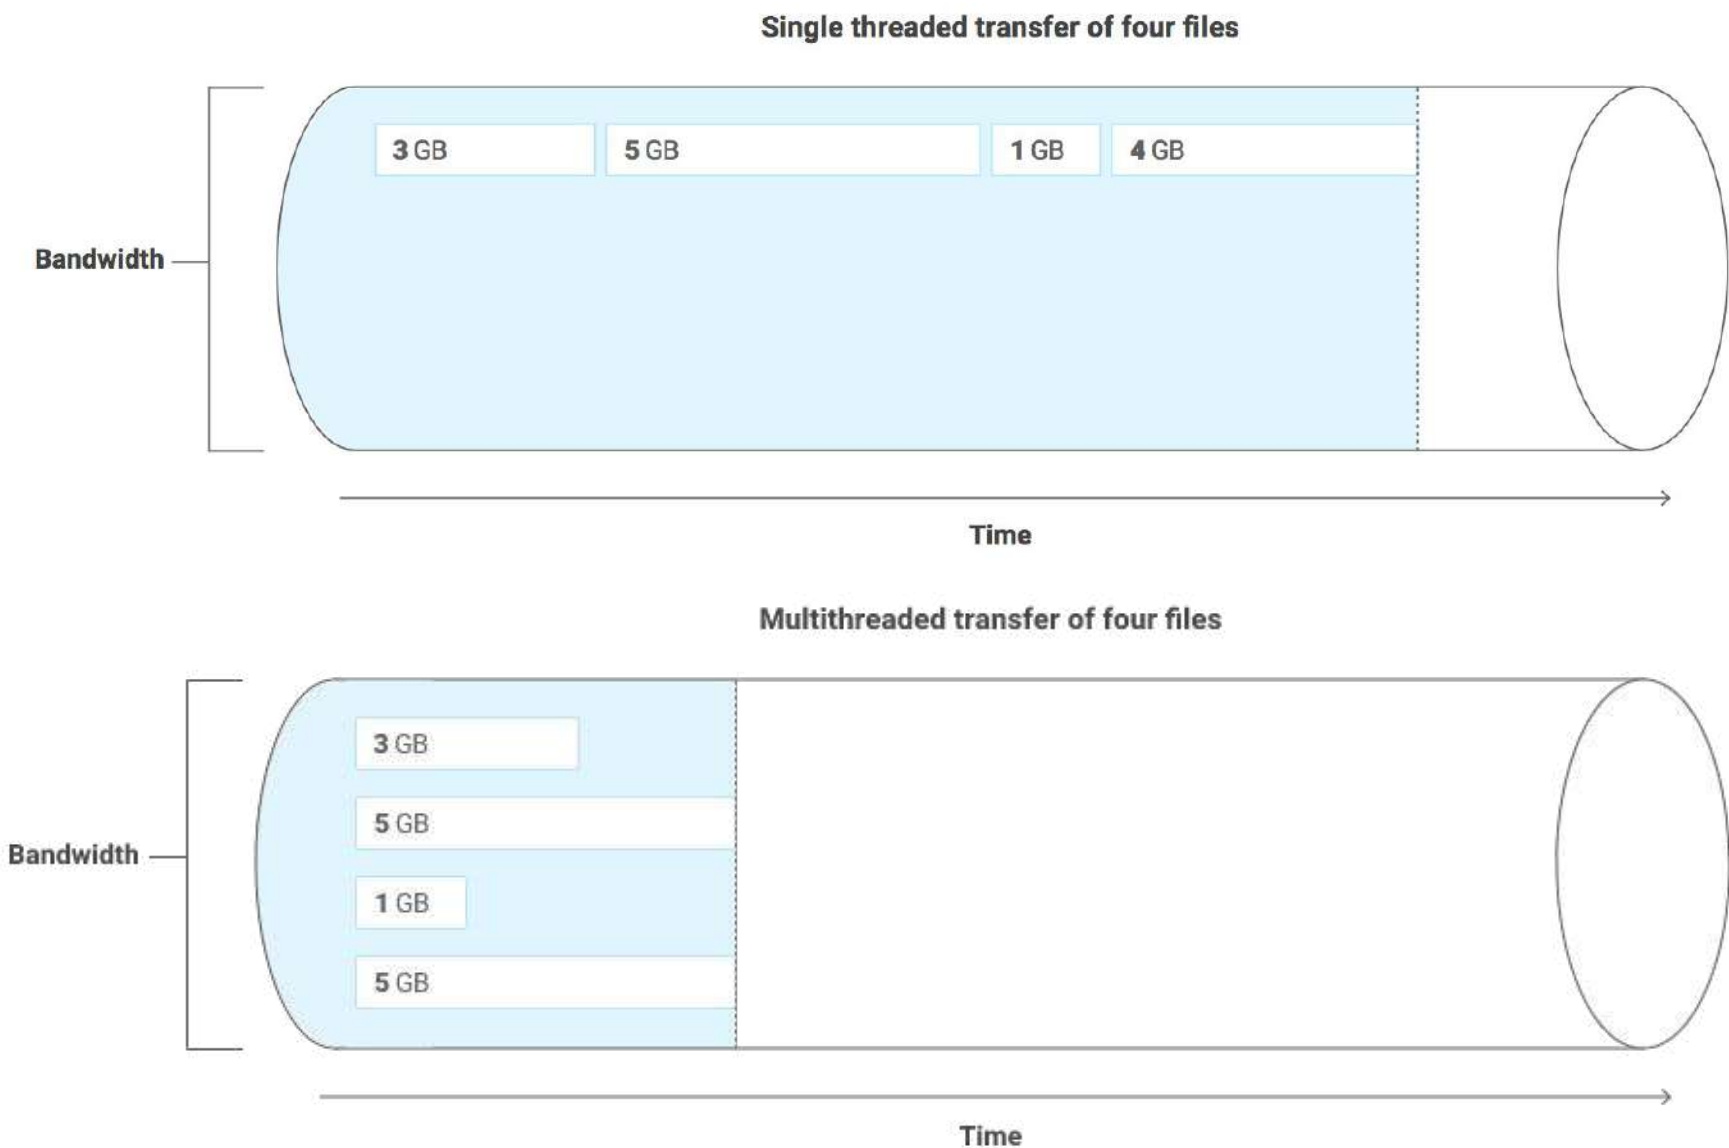 Single threaded transfer of four files
3 GB
5 GB
1 GB
4 GB
Bandwidth
Time
Multithreaded transfer of four files
3 GB
5 GB
Bandwidth
1 GB
5 GB
Time